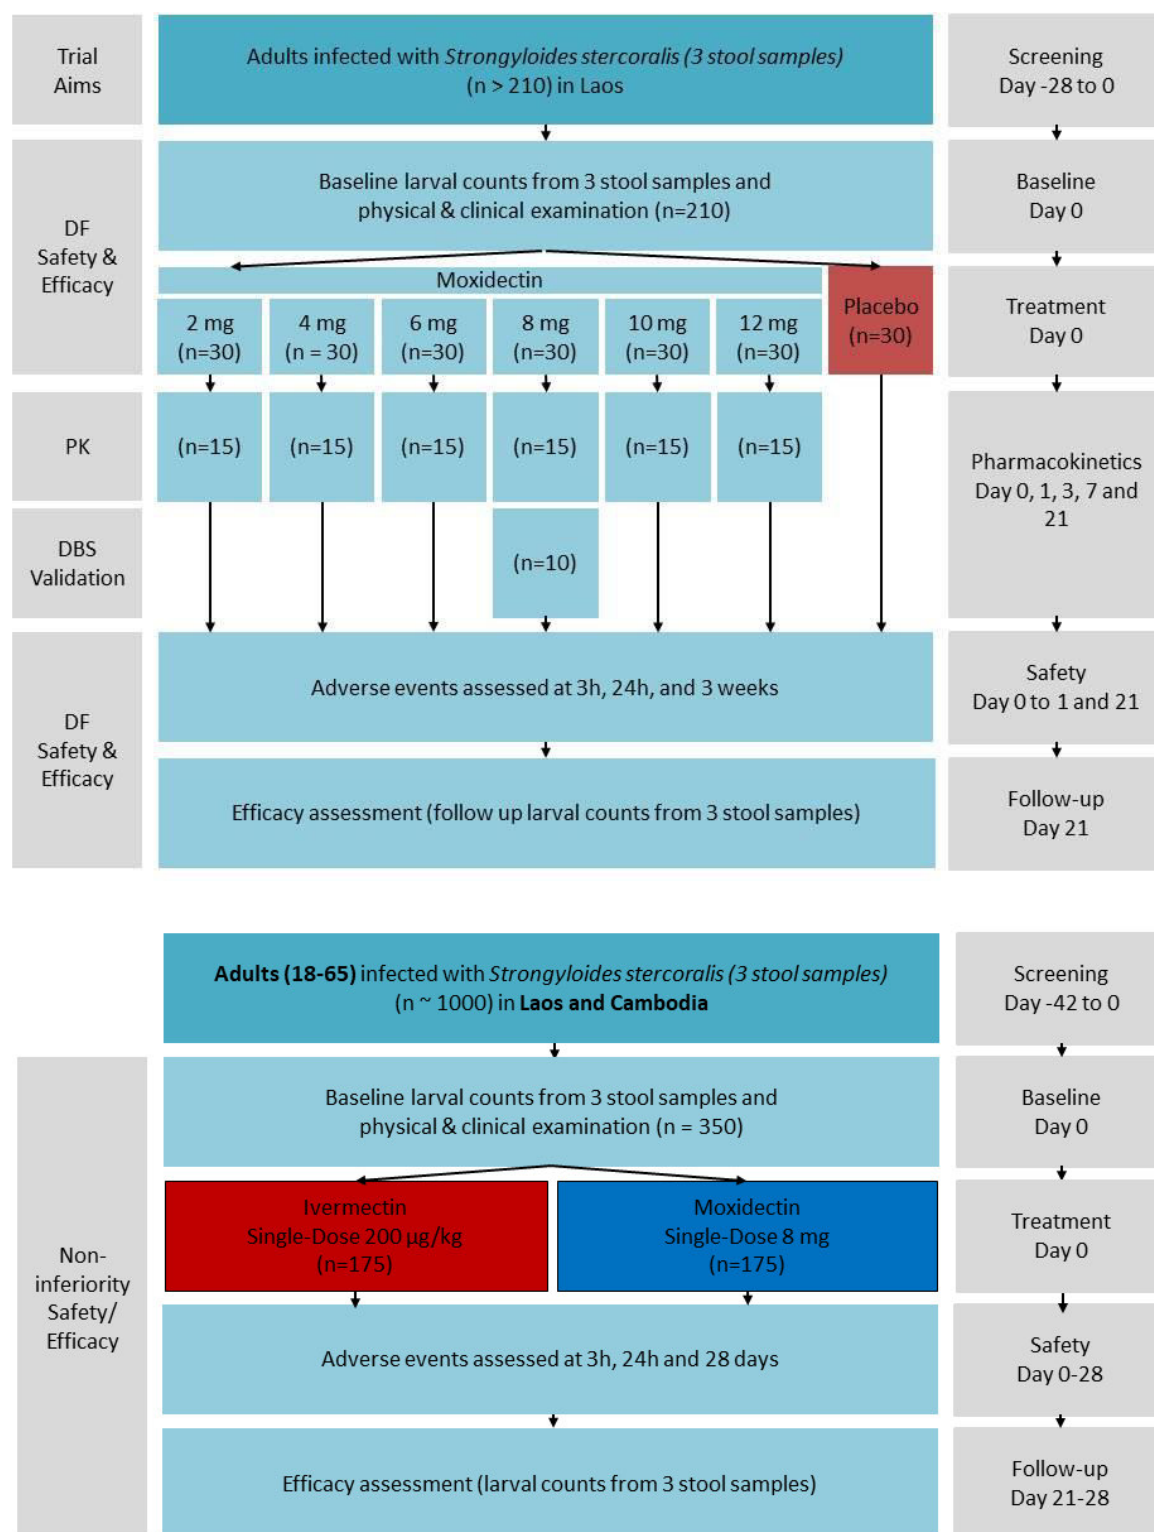 Trial
Aims
Adults infected with Strongyloides stercoralis (3 stool samples)
(n > 210) in Laos
Screening
Day -28 to 0
DF
Safety &
Efficacy
Baseline larval counts from 3 stool samples and
physical & clinical examination (n=210)
Baseline
Day 0
Moxidectin
2 mg
(n=30)
4 mg
(n = 30)
6 mg
(n=30)
8 mg
(n=30)
10 mg
(n=30)
12 mg
(n=30)
Placebo
(n=30)
Treatment
Day 0
PK
(n=15)
(n=15)
(n=15)
(n=15)
(n=15)
(n=15)
Pharmacokinetics
Day 0, 1, 3, 7 and
21
DBS
Validation
(n=10)
DF
Safety &
Efficacy
Adverse events assessed at 3h, 24h, and 3 weeks
Safety
Day 0 to 1 and 21
Efficacy assessment (follow up larval counts from 3 stool samples)
Follow-up
Day 21
Adults (18-65) infected with Strongyloides stercoralis (3 stool samples)
(n ~ 1000) in Laos and Cambodia
Screening
Day -42 to 0
Non-
inferiority
Safety/
Efficacy
Baseline larval counts from 3 stool samples and
physical & clinical examination (n = 350)
Baseline
Day 0
Ivermectin
Single-Dose 200 µg/kg
(n=175)
Moxidectin
Single-Dose 8 mg
(n=175)
Treatment
Day 0
Adverse events assessed at 3h, 24h and 28 days
Safety
Day 0-28
Efficacy assessment (larval counts from 3 stool samples)
Follow-up
Day 21-28